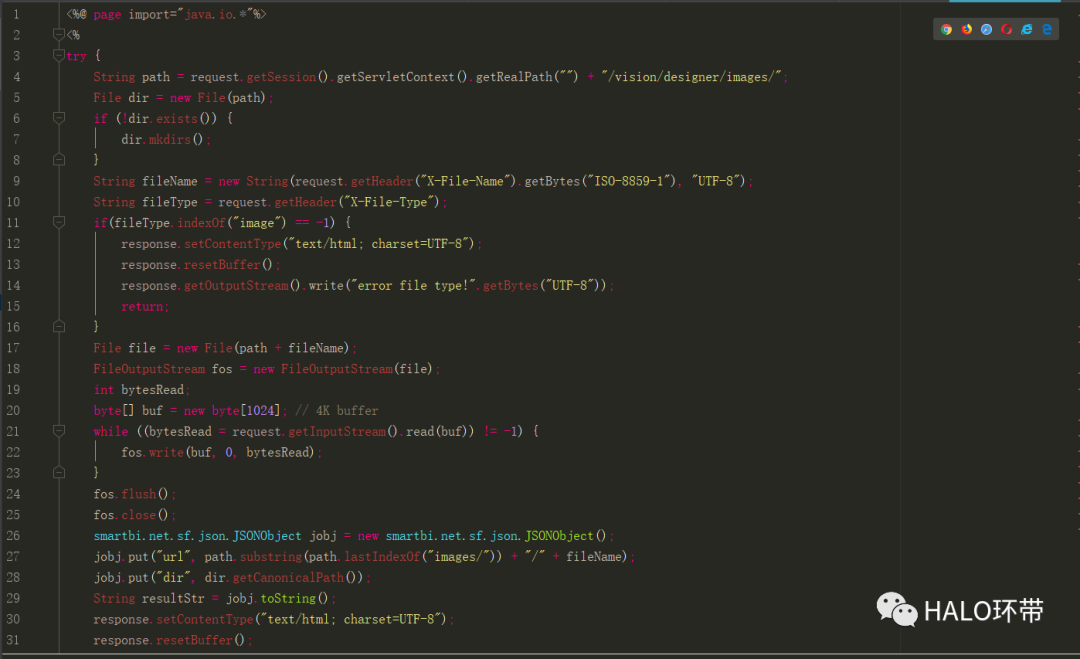 1 <%@ page import="java.io.*"%>
2 <%
3 try {
4 String path = request.getSession().getServletContext().getRealPath("") + "/vision/designer/images/";
5 File dir = new File(path);
6 if (!dir.exists()) {
7 dir.mkdirs();
8 }
9 String fileName = new String(request.getHeader("X-File-Name").getBytes("ISO-8859-1"), "UTF-8");
10 String fileType = request.getHeader("X-File-Type");
11 if(fileType.indexOf("image") == -1) {
12 response.setContentType("text/html; charset=UTF-8");
13 response.resetBuffer();
14 response.getOutputStream().write("error file type!".getBytes("UTF-8"));
15 return;
16 }
17 File file = new File(path + fileName);
18 FileOutputStream fos = new FileOutputStream(file);
19 int bytesRead;
20 byte[] buf = new byte[1024]; // 4K buffer
21 while ((bytesRead = request.getInputStream().read(buf)) != -1) {
22 fos.write(buf, 0, bytesRead);
23 }
24 fos.flush();
25 fos.close();
26 smartbi.net.sf.json.JSONObject jobj = new smartbi.net.sf.json.JSONObject();
27 jobj.put("url", path.substring(path.lastIndexOf("images/")) + "/" + fileName);
28 jobj.put("dir", dir.getCanonicalPath());
29 String resultStr = jobj.toString();
30 response.setContentType("text/html; charset=UTF-8");
31 response.resetBuffer();
HALO环带